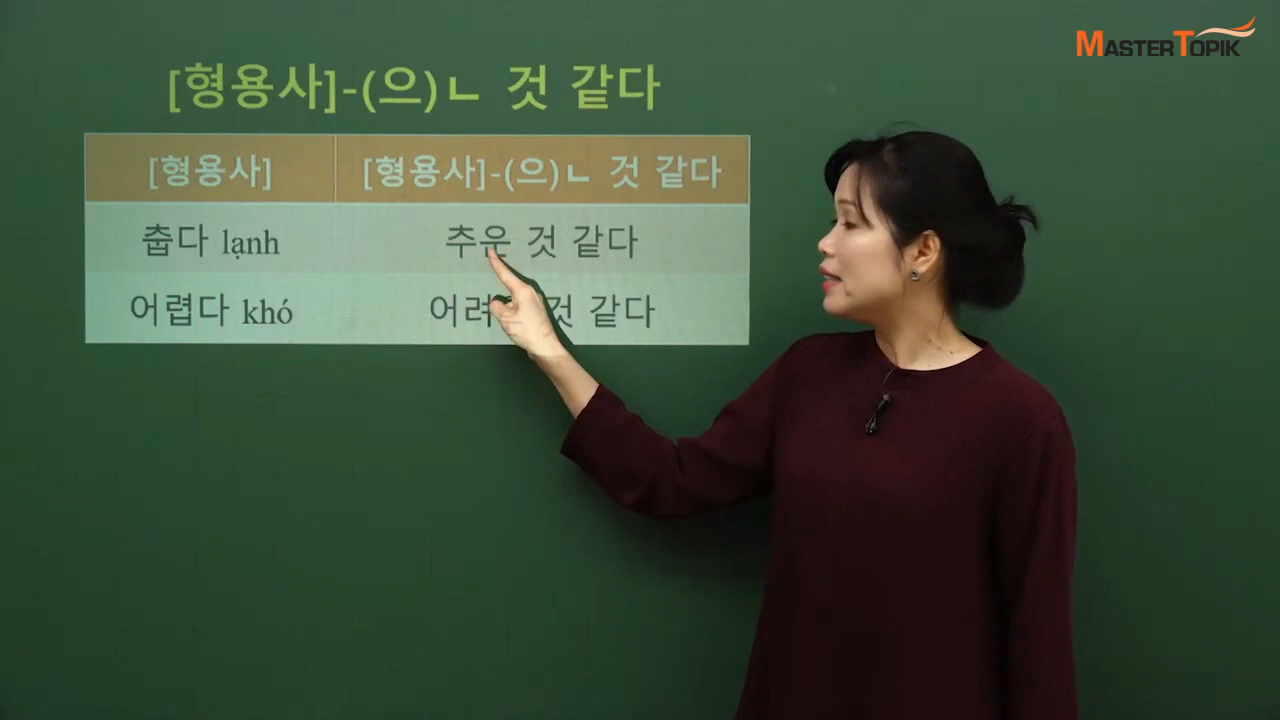 MASTERTOPIK
[형용사]-(으)ㄴ 것 같다
[형용사] [형용사]-(으)ㄴ 것 같다
춥다 lạnh 추운 것 같다
어렵다 khó 것 같다